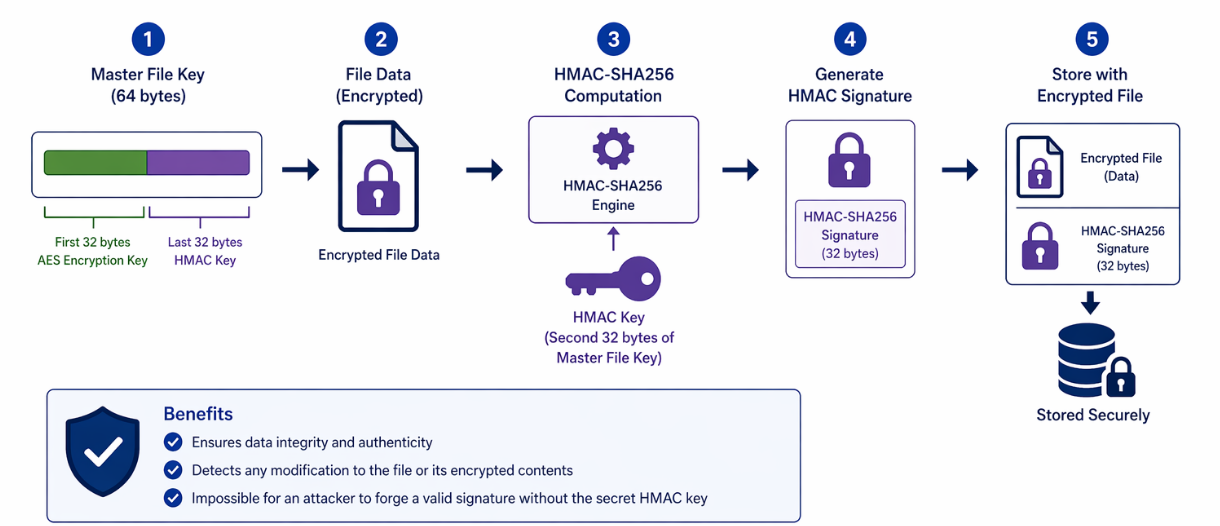 1
Master File Key
(64 bytes)
First 32 bytes
AES Encryption Key
Last 32 bytes
HMAC Key
2
File Data
(Encrypted)
Encrypted File Data
3
HMAC-SHA256
Computation
HMAC-SHA256
Engine
HMAC Key
(Second 32 bytes of
Master File Key)
4
Generate
HMAC Signature
HMAC-SHA256
Signature
(32 bytes)
5
Store with
Encrypted File
Encrypted File
(Data)
HMAC-SHA256
Signature
(32 bytes)
Stored Securely
Benefits
Ensures data integrity and authenticity
Detects any modification to the file or its encrypted contents
Impossible for an attacker to forge a valid signature without the secret HMAC key